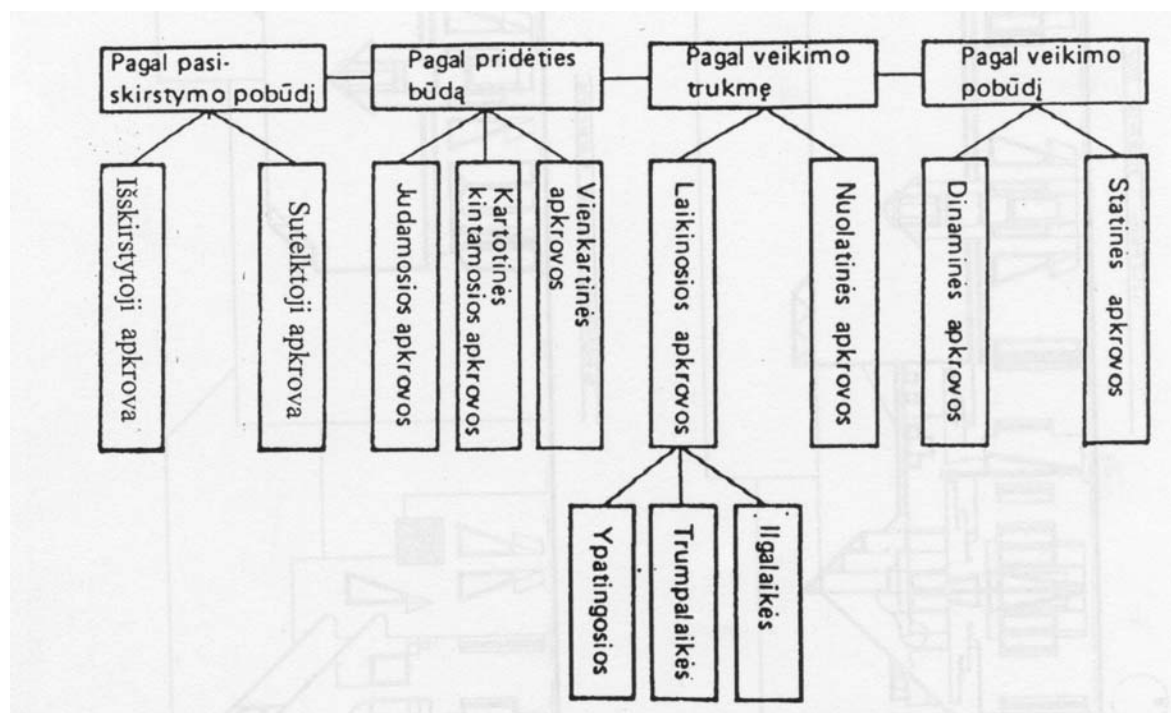 Pagal pasi-
skirstymo pobūdį
Pagal pridėties
būdą
Pagal veikimo
trukmę
Pagal veikimo
pobūdį
Išskirstytoji apkrova
Sutelktoji apkrova
Judamosios apkrovos
Kartotinės
kintamosios apkrovos
Vienkartinės
apkrovos
Laikinosios apkrovos
Nuolatinės apkrovos
Dinaminės apkrovos
Statinės apkrovos
Ypatingosios
Trumpalaikės
Ilgalaikės